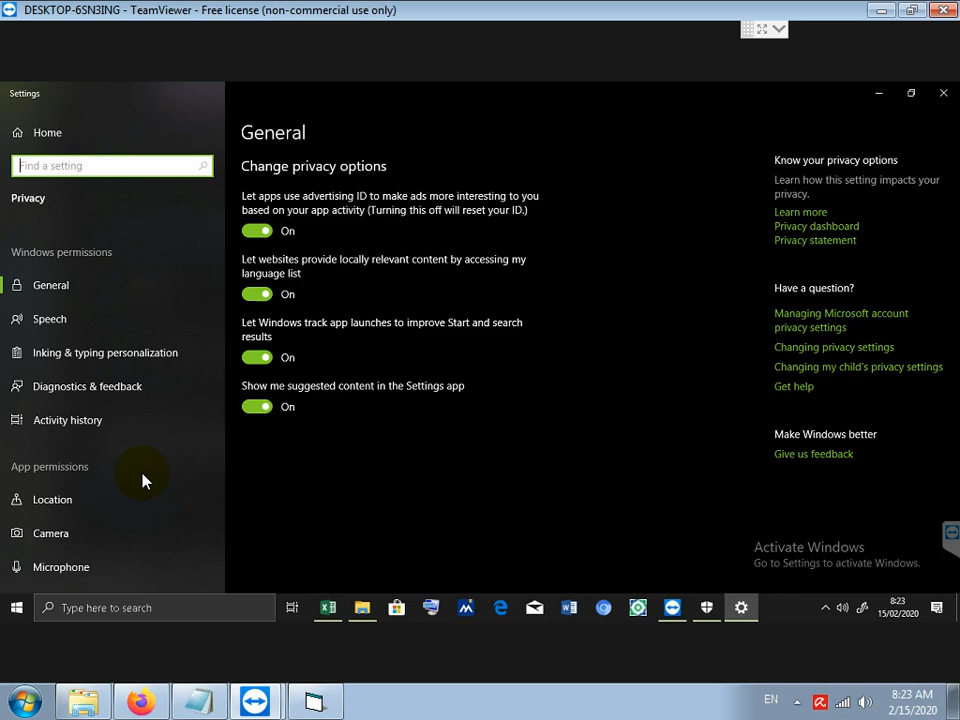 DESKTOP-6SN3ING - TeamViewer - Free license (non-commercial use only)
Settings
Home
Find a setting
Privacy
Windows permissions
General
Speech
Inking & typing personalization
Diagnostics & feedback
Activity history
App permissions
Location
Camera
Microphone
General
Change privacy options
Let apps use advertising ID to make ads more interesting to you
based on your app activity (Turning this off will reset your ID.)
On
Let websites provide locally relevant content by accessing my
language list
On
Let Windows track app launches to improve Start and search
results
On
Show me suggested content in the Settings app
On
Know your privacy options
Learn how this setting impacts your
privacy.
Learn more
Privacy dashboard
Privacy statement
Have a question?
Managing Microsoft account
privacy settings
Changing privacy settings
Changing my child's privacy settings
Get help
Make Windows better
Give us feedback
Activate Windows
Go to Settings to activate Windows.
Type here to search
8:23
15/02/2020
EN
8:23 AM
2/15/2020